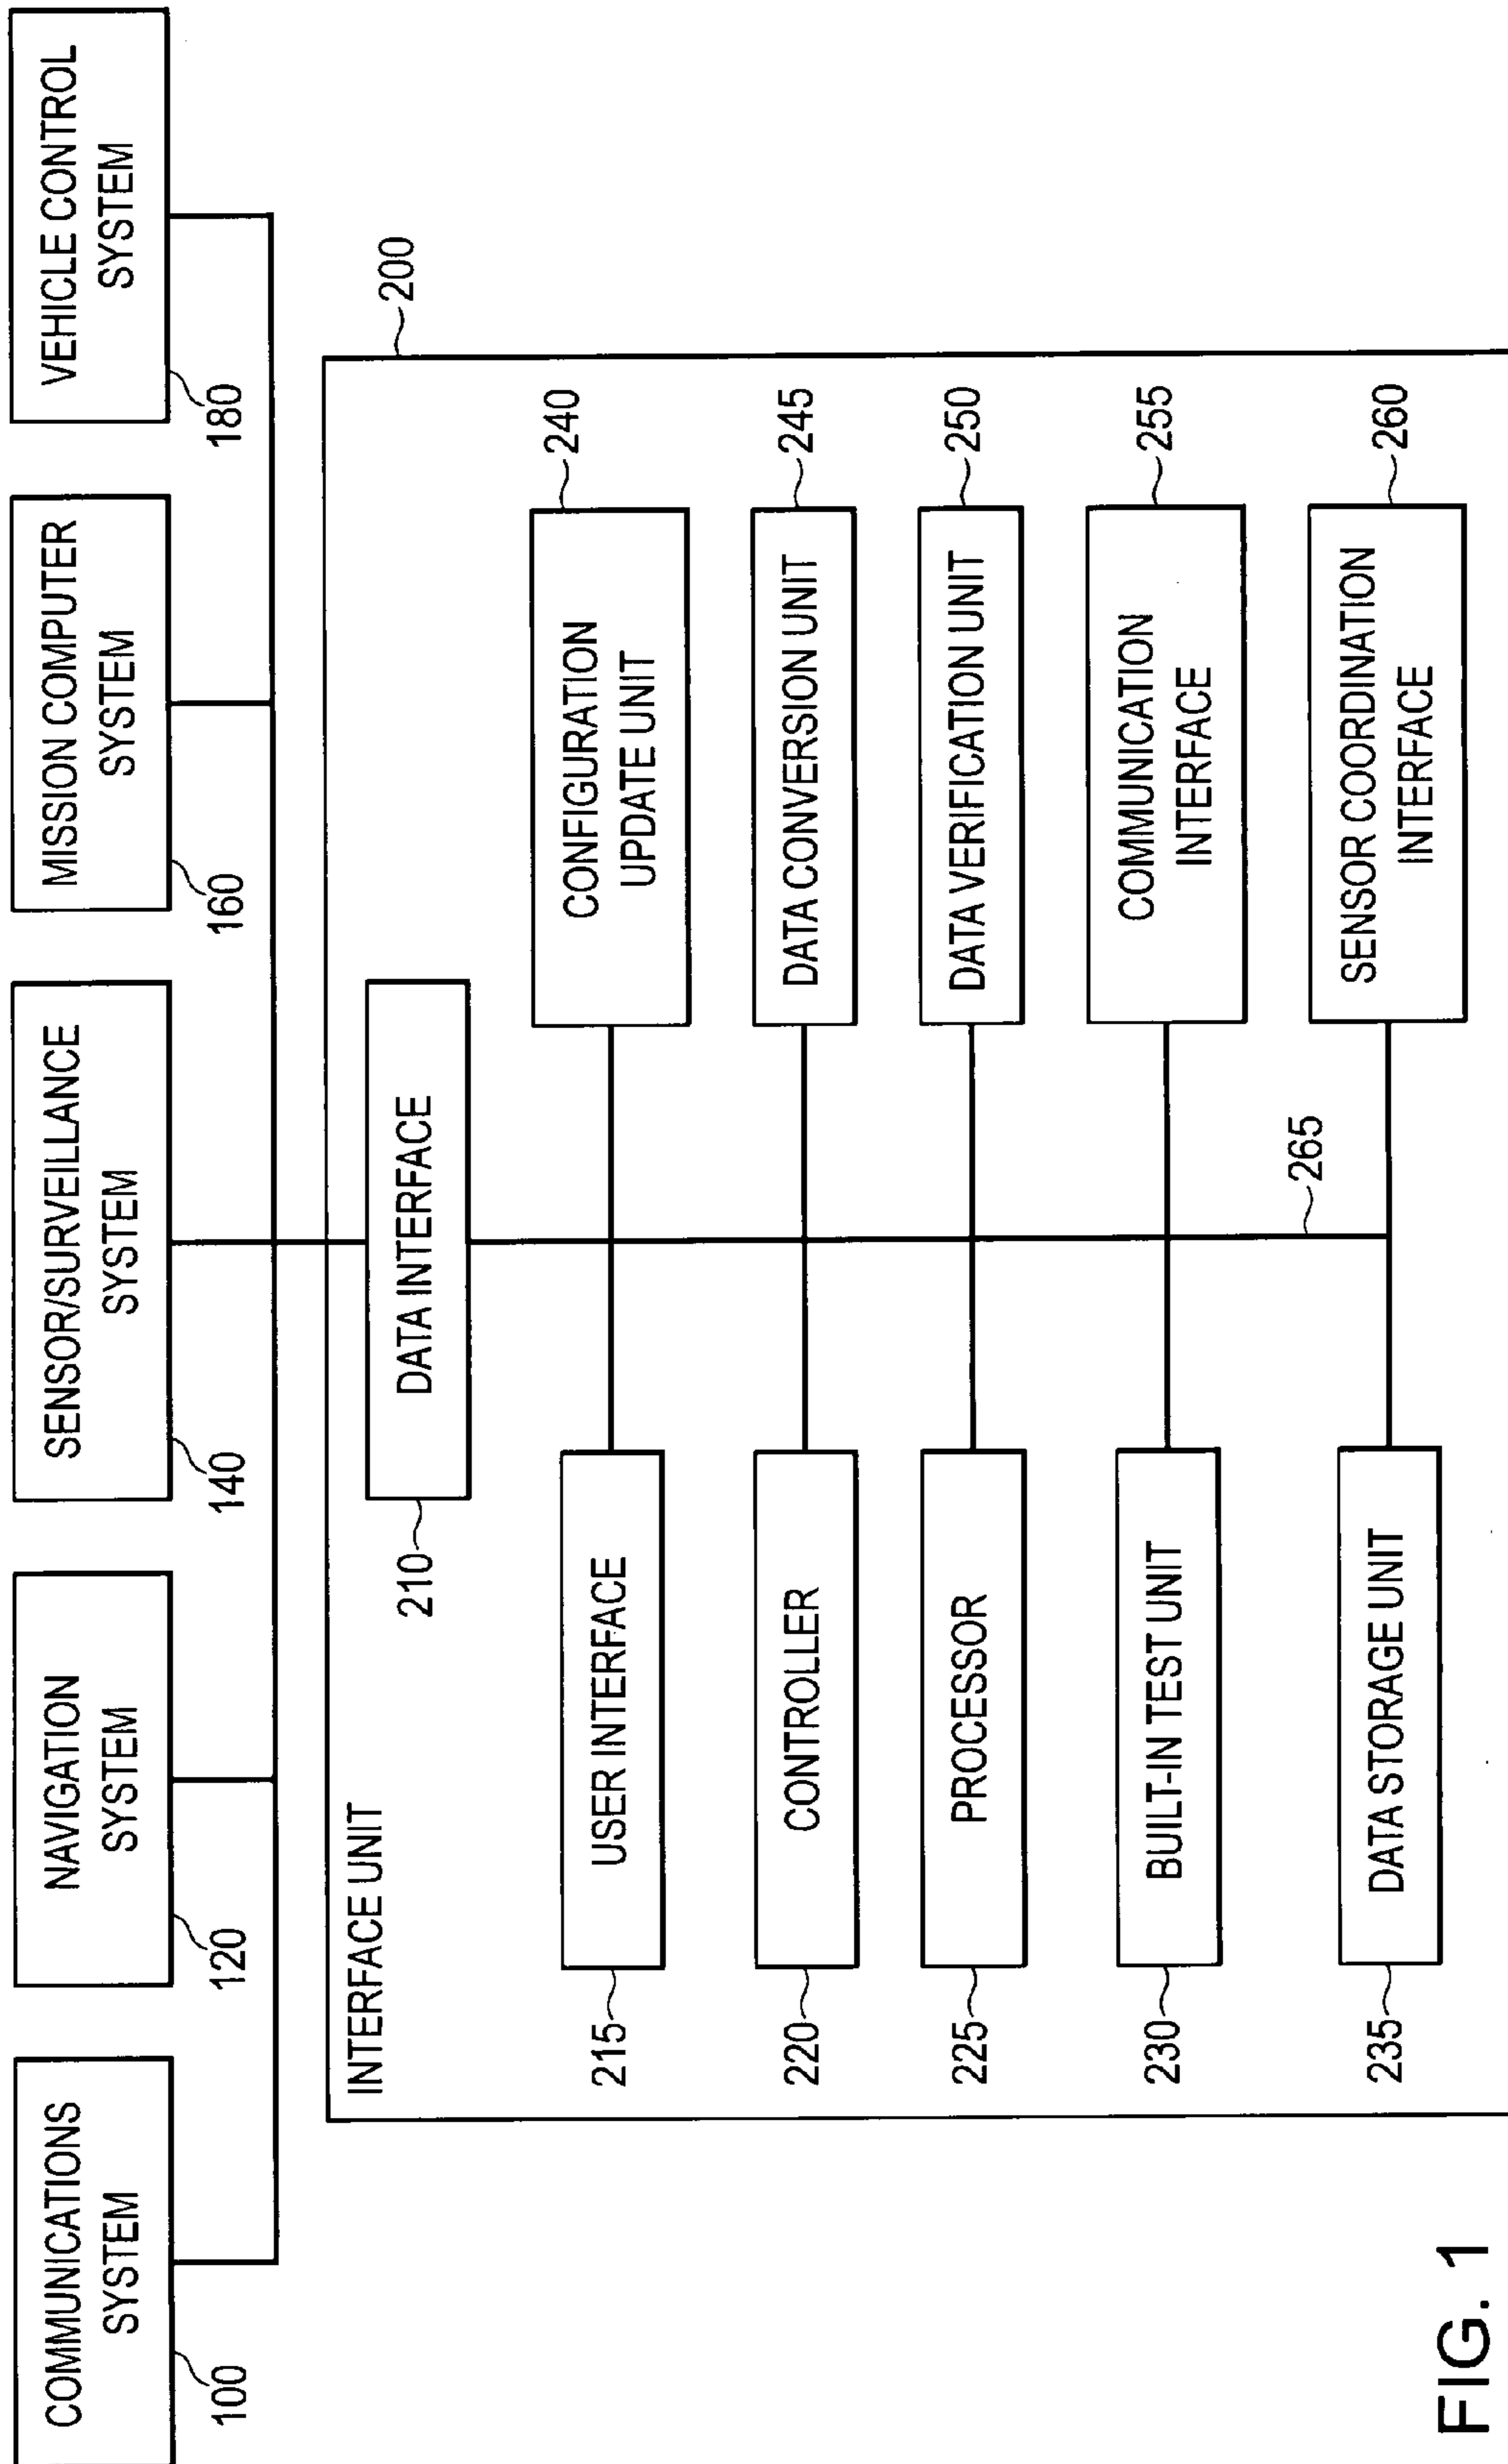 COMMUNICATIONS
SYSTEM
100
NAVIGATION
SYSTEM
120
SENSOR/SURVEILLANCE
SYSTEM
140
MISSION COMPUTER
SYSTEM
160
VEHICLE CONTROL
SYSTEM
180
INTERFACE UNIT
200
DATA INTERFACE
210
USER INTERFACE
215
CONTROLLER
220
PROCESSOR
225
BUILT-IN TEST UNIT
230
DATA STORAGE UNIT
235
CONFIGURATION
UPDATE UNIT
240
DATA CONVERSION UNIT
245
DATA VERIFICATION UNIT
250
COMMUNICATION
INTERFACE
255
SENSOR COORDINATION
INTERFACE
260
265
FIG. 1